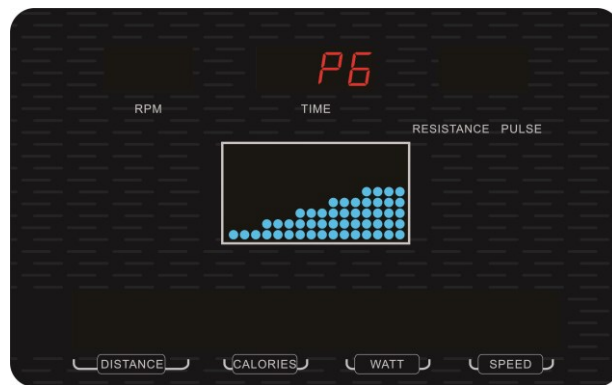 P6
RPM
TIME
RESISTANCE PULSE
DISTANCE
CALORIES
WATT
SPEED